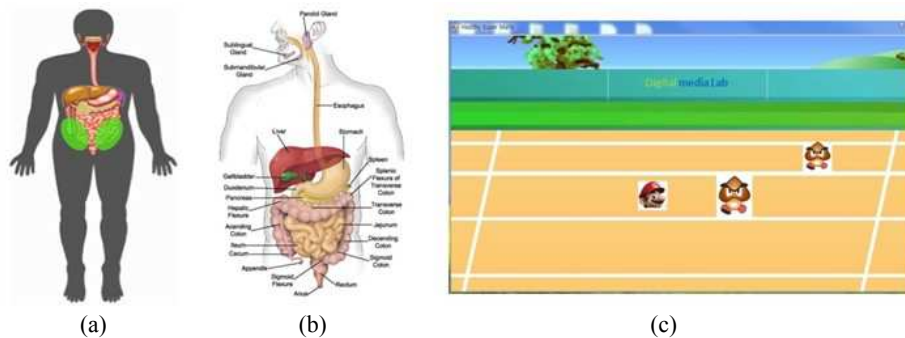 Parotid Gland
Sublingual
Gland
Submandibular
Gland
Esophagus
Liver
Stomach
Spleen
Splenic
Flexure of
Transverse
Colon
Gallbladder
Duodenum
Pancreas
Hepatic
Flexure
Transverse
Colon
Ascending
Colon
Jejunum
Ileum
Descending
Colon
Cecum
Sigmoid
Colon
Appendix
Sigmoid
Flexure
Rectum
Anus
Digital media Lab
(a)
(b)
(c)